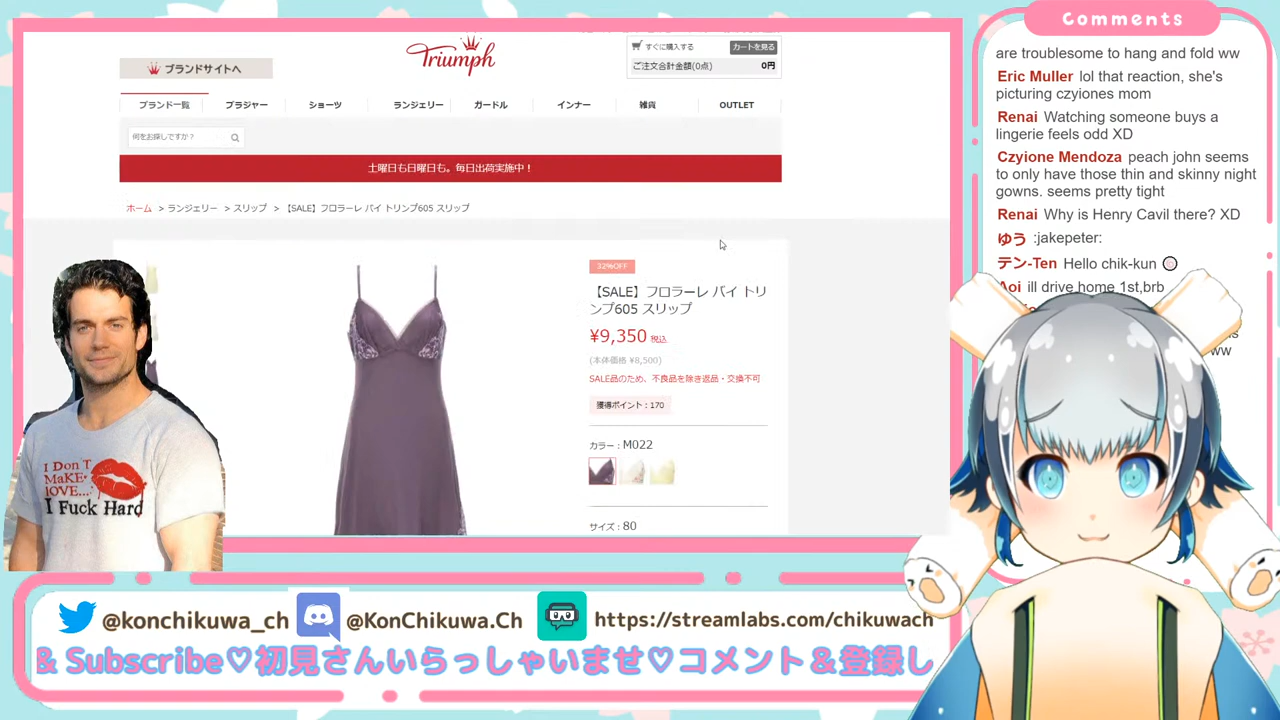 Triumph
ブランドサイトへ
すぐに購入する
カートを見る
ご注文合計金額(0点)
0円
ブランド一覧
ブラジャー
ショーツ
ランジェリー
ガードル
インナー
雑貨
OUTLET
何をお探しですか？
土曜日も日曜日も。毎日出荷実施中！
ホーム > ランジェリー > スリップ > 【SALE】フロラーレ バイ トリンプ605 スリップ
32%OFF
【SALE】フロラーレ バイ トリ
ンプ605 スリップ
¥9,350 税込
(本体価格 ¥8,500)
SALE品のため、不良品を除き返品・交換不可
獲得ポイント：170
カラー：M022
サイズ：80
I Don'T
MaKE
lOVE...
I Fuck Hard
Comments
are troublesome to hang and fold ww
Eric Muller lol that reaction, she's
picturing czyiones mom
Renai Watching someone buys a
lingerie feels odd XD
Czyione Mendoza peach john seems
to only have those thin and skinny night
gowns. seems pretty tight
Renai Why is Henry Cavil there? XD
ゆう :jakepeter:
テン-Ten Hello chik-kun
Aoi ill drive home 1st,brb
ww
@konchikuwa_ch
@KonChikuwa.Ch
https://streamlabs.com/chikuwach
& Subscribe♡初見さんいらっしゃいませ♡コメント＆登録し